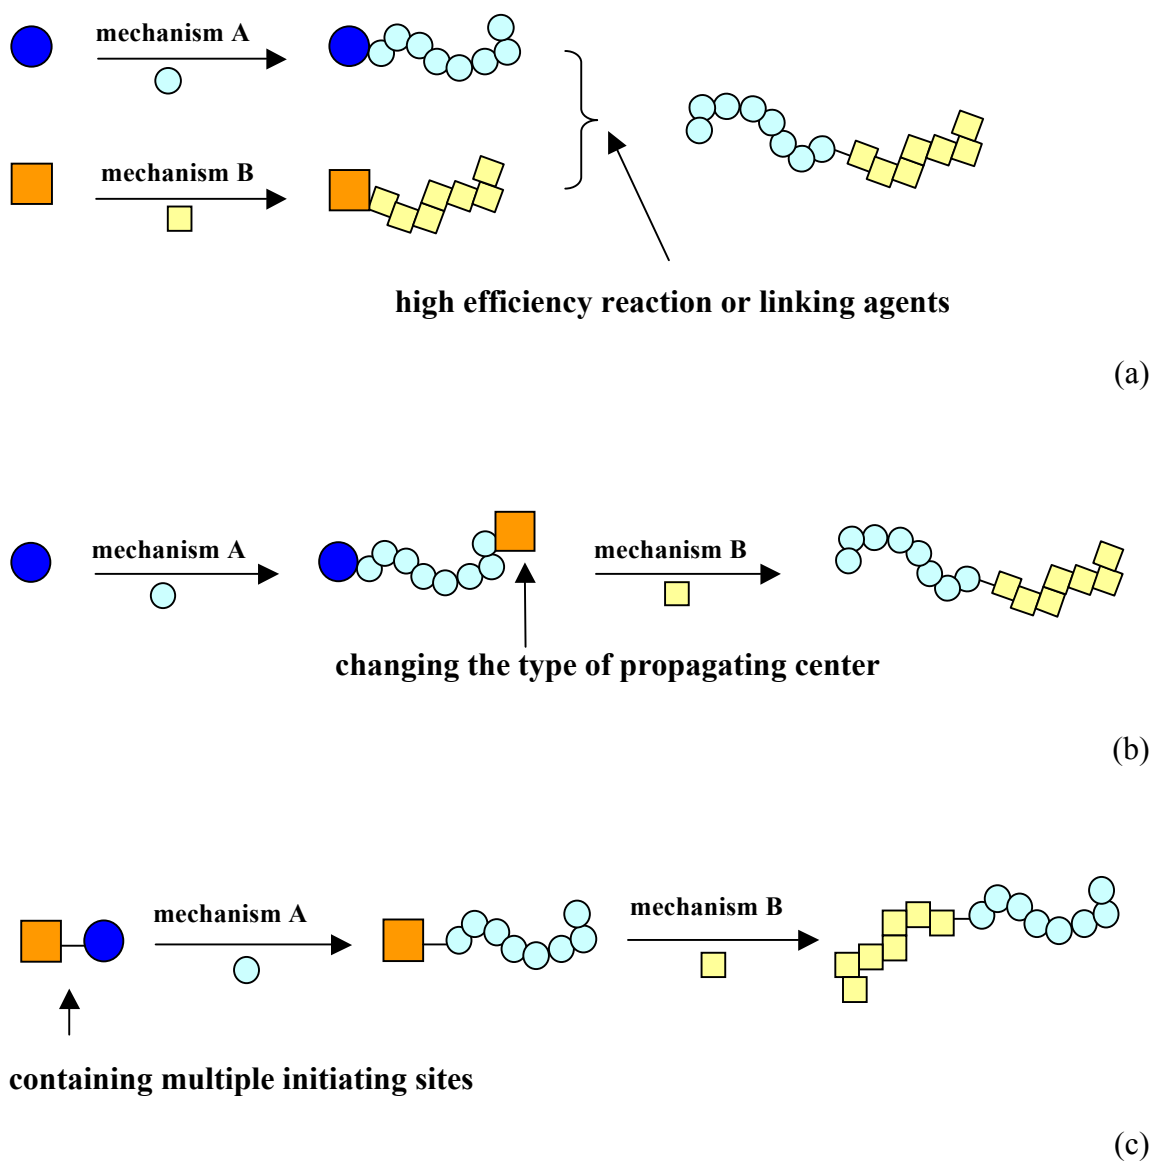 mechanism A
mechanism B
high efficiency reaction or linking agents
(a)
mechanism A
mechanism B
changing the type of propagating center
(b)
mechanism A
mechanism B
containing multiple initiating sites
(c)